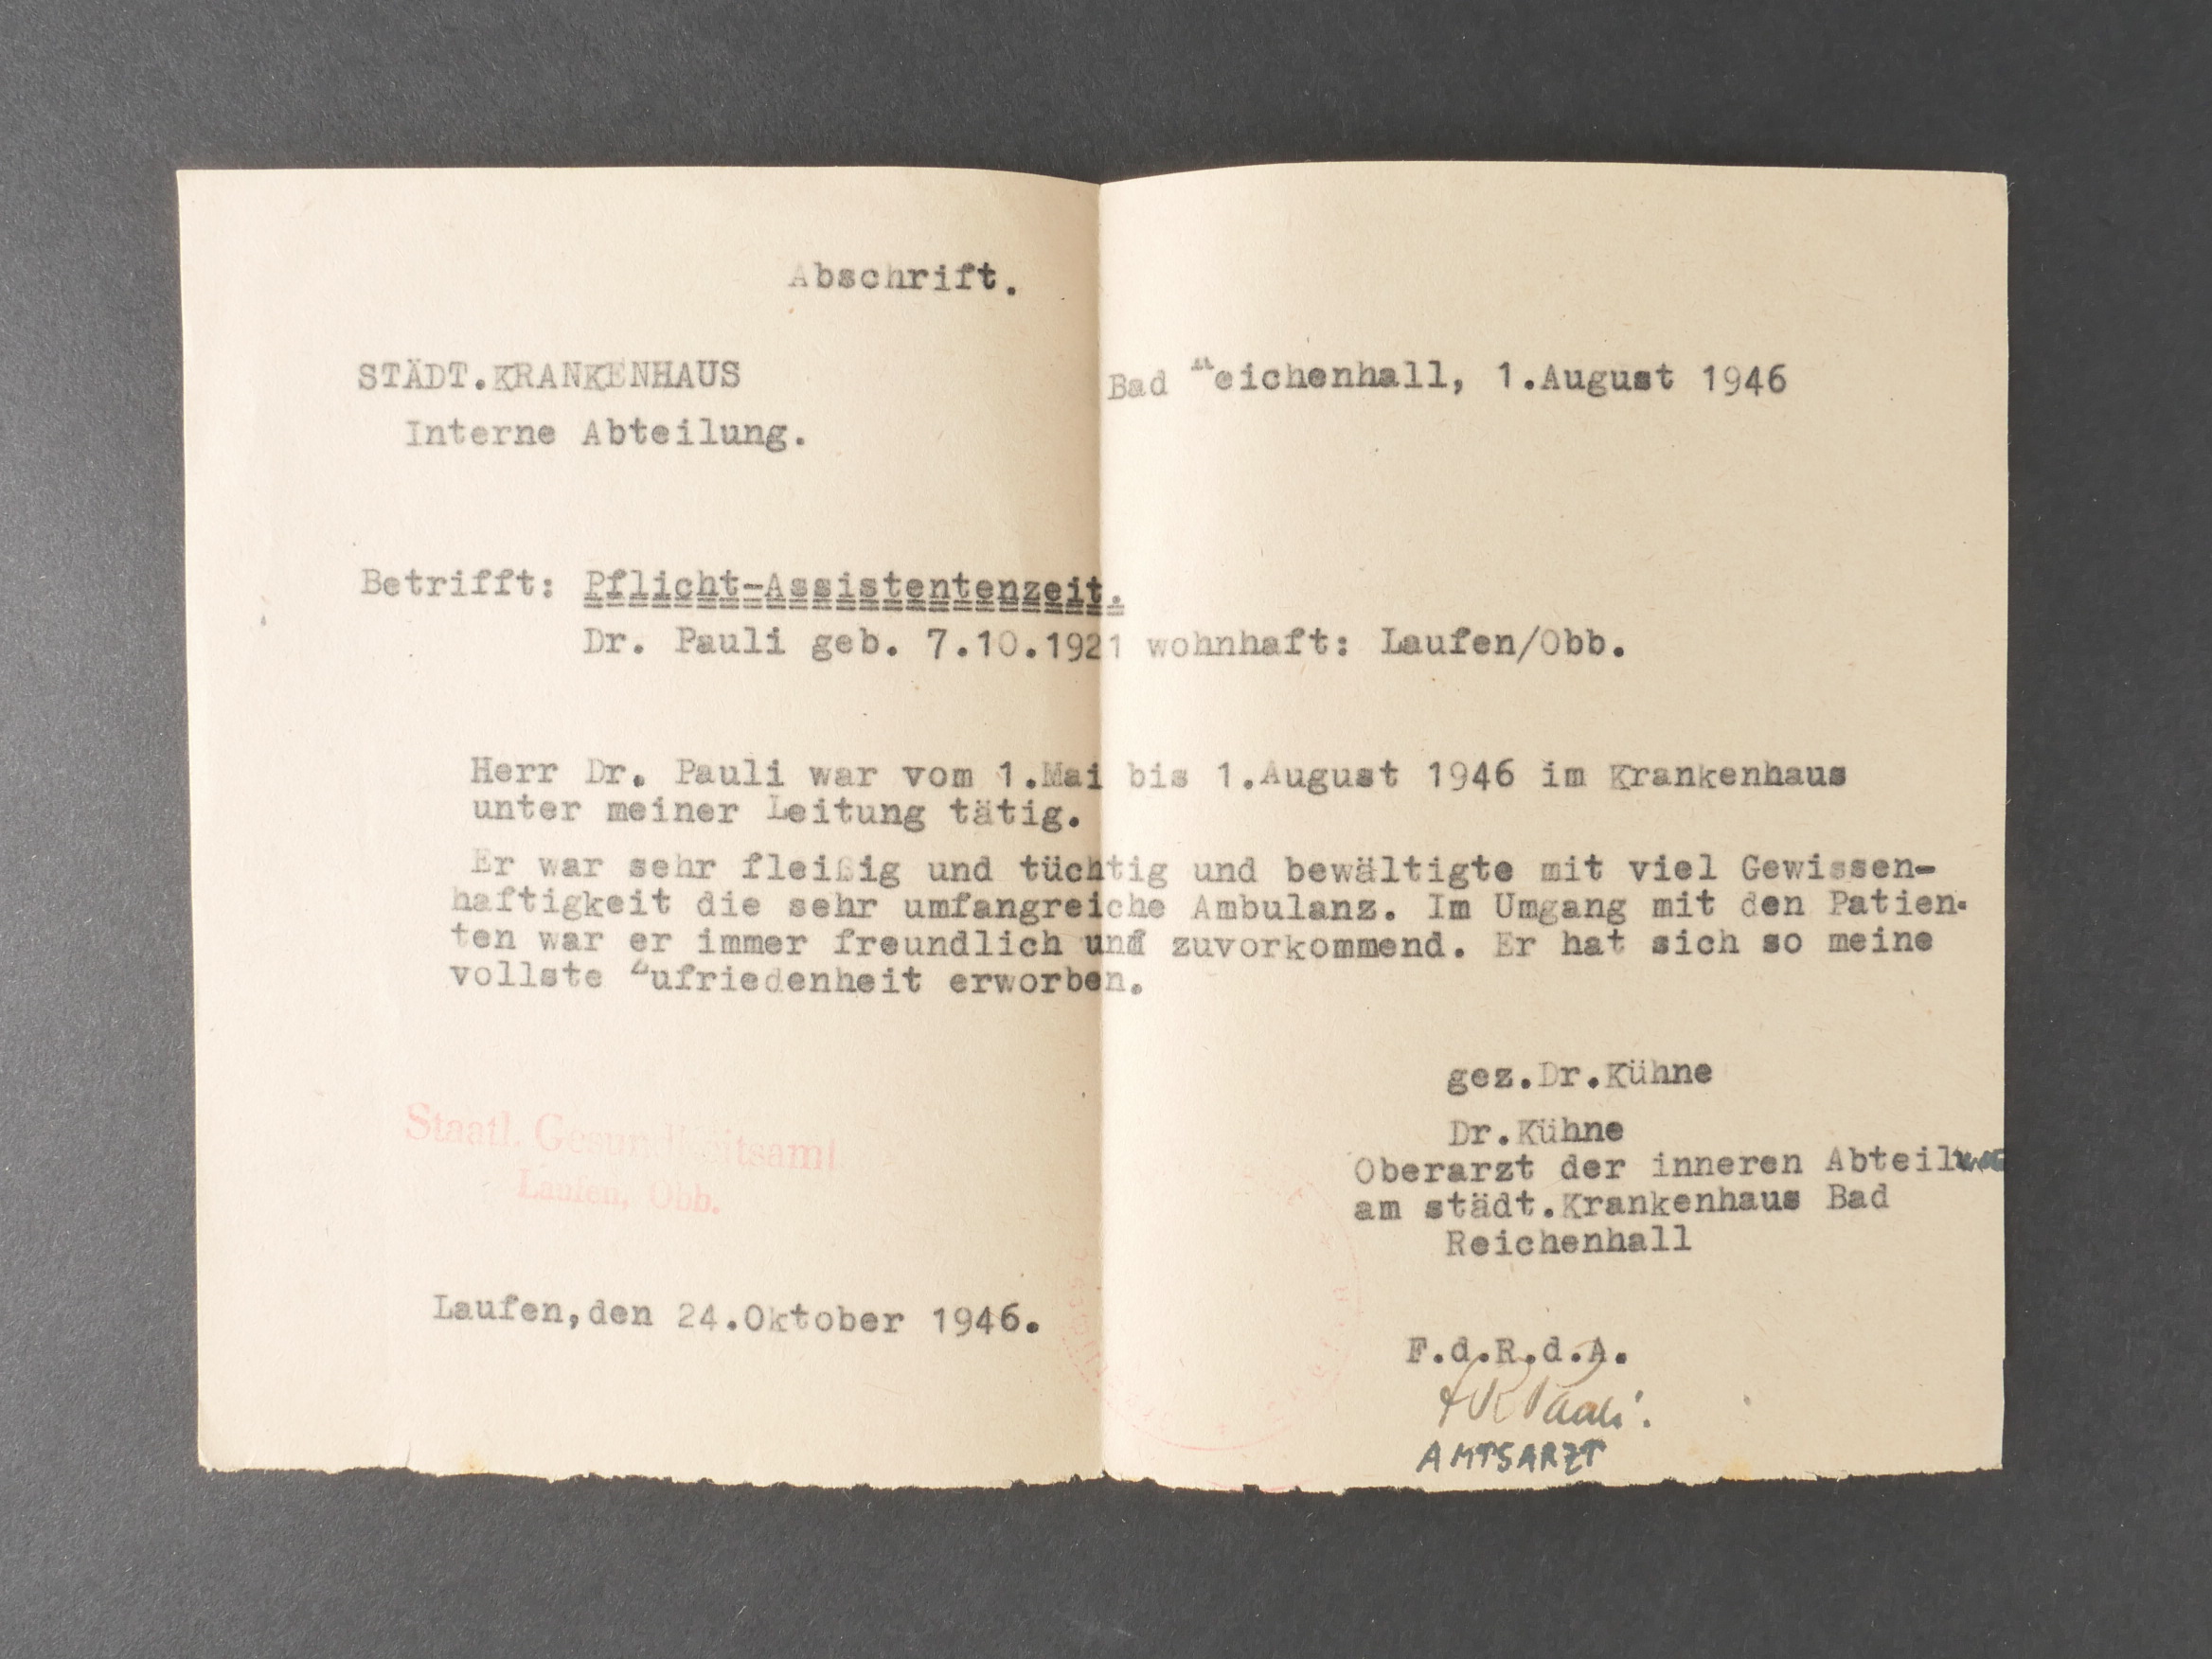 Abschrift.
STÄDT.KRANKENHAUS
Interne Abteilung.
Bad Reichenhall, 1.August 1946
Betrifft: Pflicht-Assistentenzeit.
Dr. Pauli geb. 7.10.1921 wohnhaft: Laufen/Obb.
Herr Dr. Pauli war vom 1.Mai bis 1.August 1946 im Krankenhaus
unter meiner Leitung tätig.
Er war sehr fleißig und tüchtig und bewältigte mit viel Gewissen-
haftigkeit die sehr umfangreiche Ambulanz. Im Umgang mit den Patien-
ten war er immer freundlich und zuvorkommend. Er hat sich so meine
vollste Zufriedenheit erworben.
gez.Dr.Kühne
Dr.Kühne
Oberarzt der inneren Abteilung
am städt.Krankenhaus Bad
Reichenhall
Staatl. Gesundheitsamt
Laufen, Obb.
Laufen,den 24.Oktober 1946.
F.d.R.d.A.
Pauli.
AMTSARZT